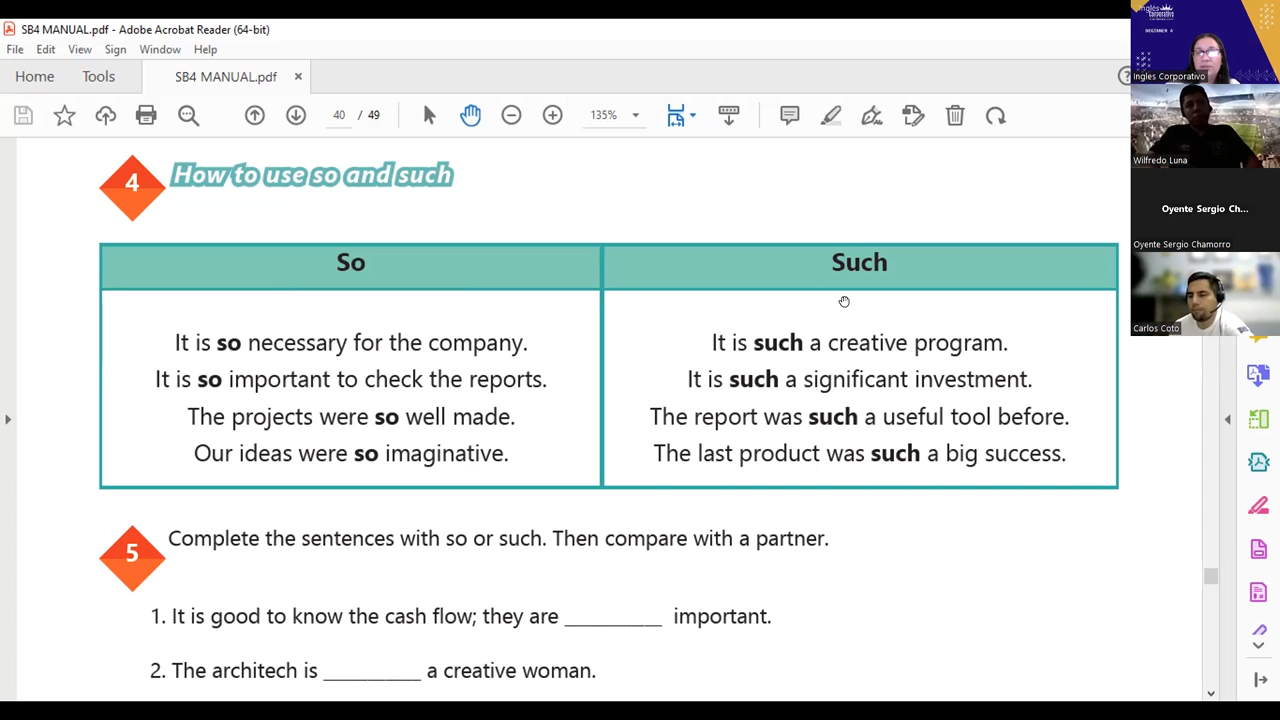 SB4 MANUAL.pdf - Adobe Acrobat Reader (64-bit)
File Edit View Sign Window Help
Home Tools SB4 MANUAL.pdf ×
40 / 49 135%
4 How to use so and such
So Such
It is so necessary for the company. It is such a creative program.
It is so important to check the reports. It is such a significant investment.
The projects were so well made. The report was such a useful tool before.
Our ideas were so imaginative. The last product was such a big success.
5 Complete the sentences with so or such. Then compare with a partner.
1. It is good to know the cash flow; they are __________ important.
2. The architech is __________ a creative woman.
Inglés
corporativo
BEGINNER 4
Ingles Corporativo
Wilfredo Luna
Oyente Sergio Ch...
Oyente Sergio Chamorro
Carlos Coto